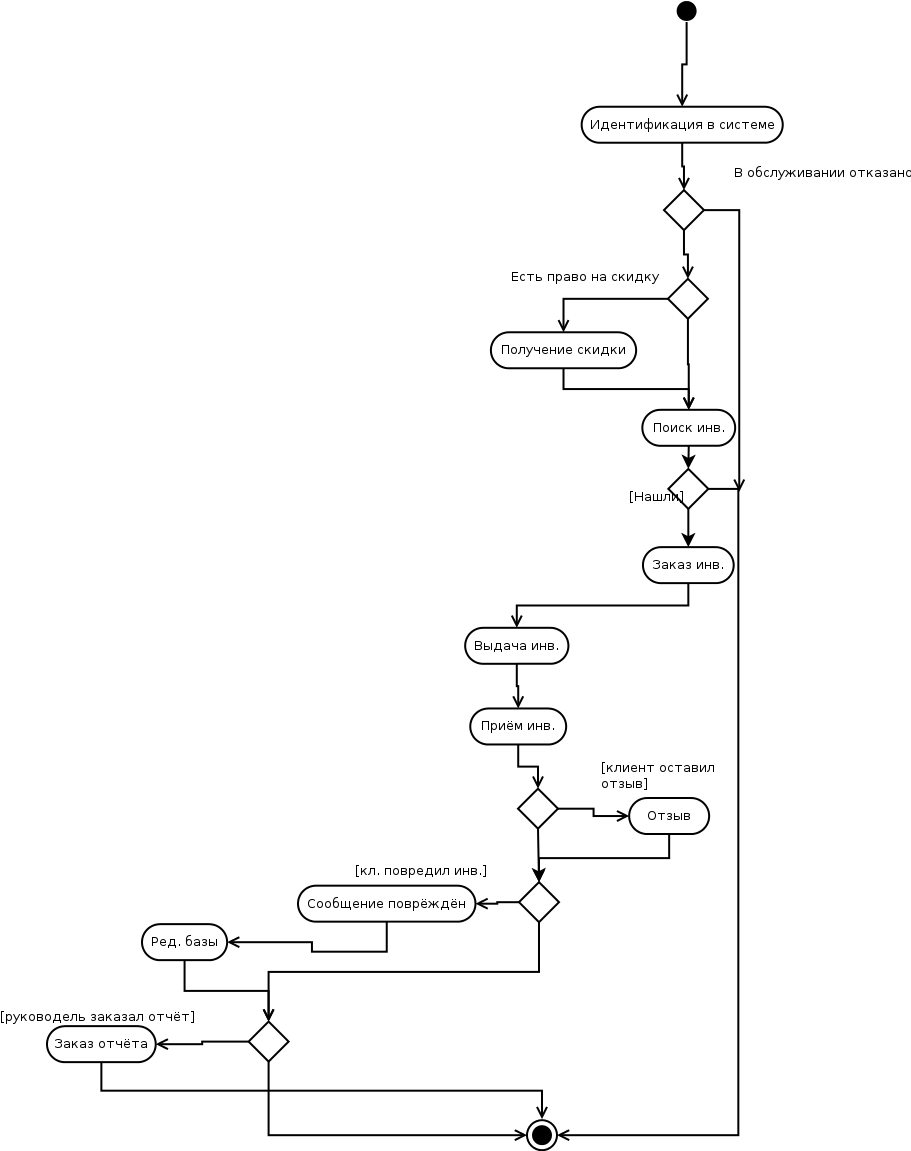 Идентификация в системе
В обслуживании отказано
Есть право на скидку
Получение скидки
Поиск инв.
[Нашли]
Заказ инв.
Выдача инв.
Приём инв.
[клиент оставил
отзыв]
Отзыв
[кл. повредил инв.]
Сообщение поврёждён
Ред. базы
[руководель заказал отчёт]
Заказ отчёта